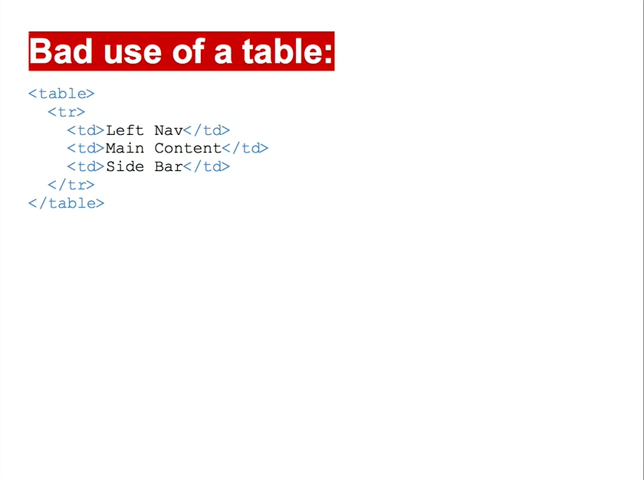 Bad use of a table:
<table>
<tr>
<td>Left Nav</td>
<td>Main Content</td>
<td>Side Bar</td>
</tr>
</table>